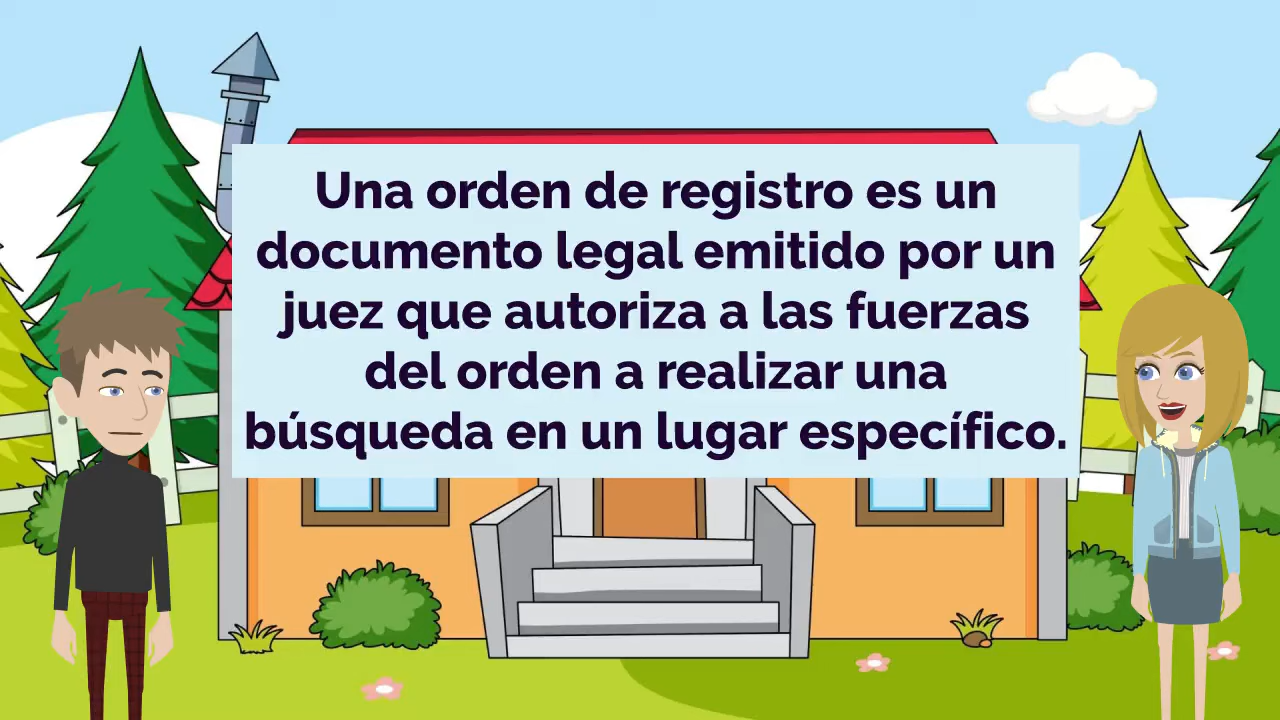 Una orden de registro es un
documento legal emitido por un
juez que autoriza a las fuerzas
del orden a realizar una
búsqueda en un lugar específico.